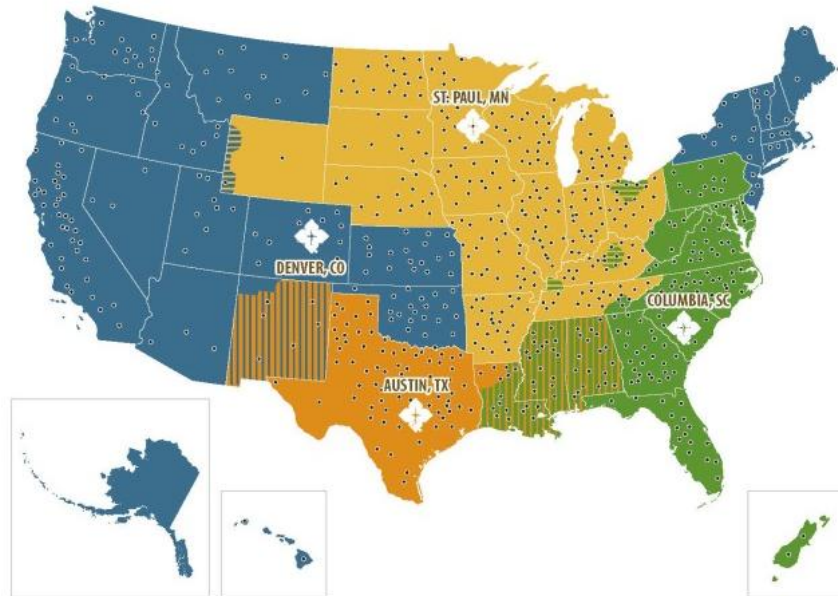 ST. PAUL, MN
DENVER, CO
COLUMBIA, SC
AUSTIN, TX